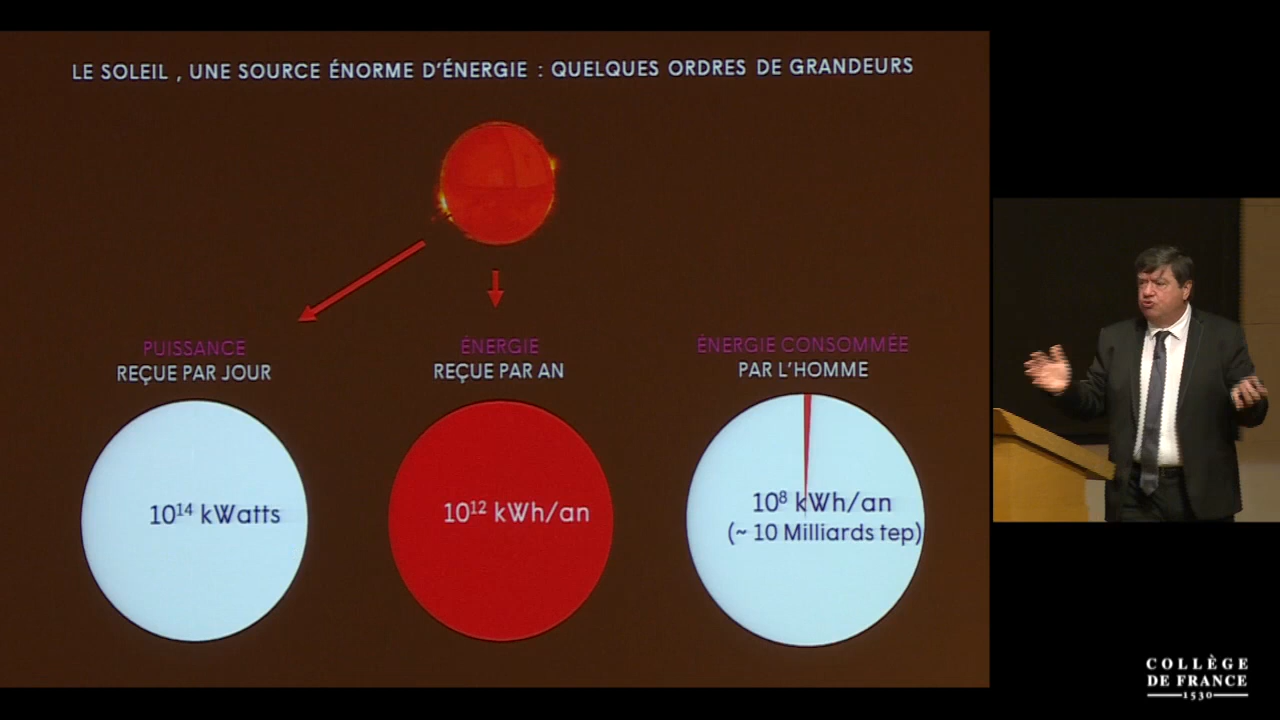 LE SOLEIL , UNE SOURCE ÉNORME D'ÉNERGIE : QUELQUES ORDRES DE GRANDEURS
PUISSANCE
REÇUE PAR JOUR
10¹⁴ kWatts
ÉNERGIE
REÇUE PAR AN
10¹² kWh/an
ÉNERGIE CONSOMMÉE
PAR L'HOMME
10⁸ kWh/an
(~ 10 Milliards tep)
COLLÈGE
DE FRANCE
1530